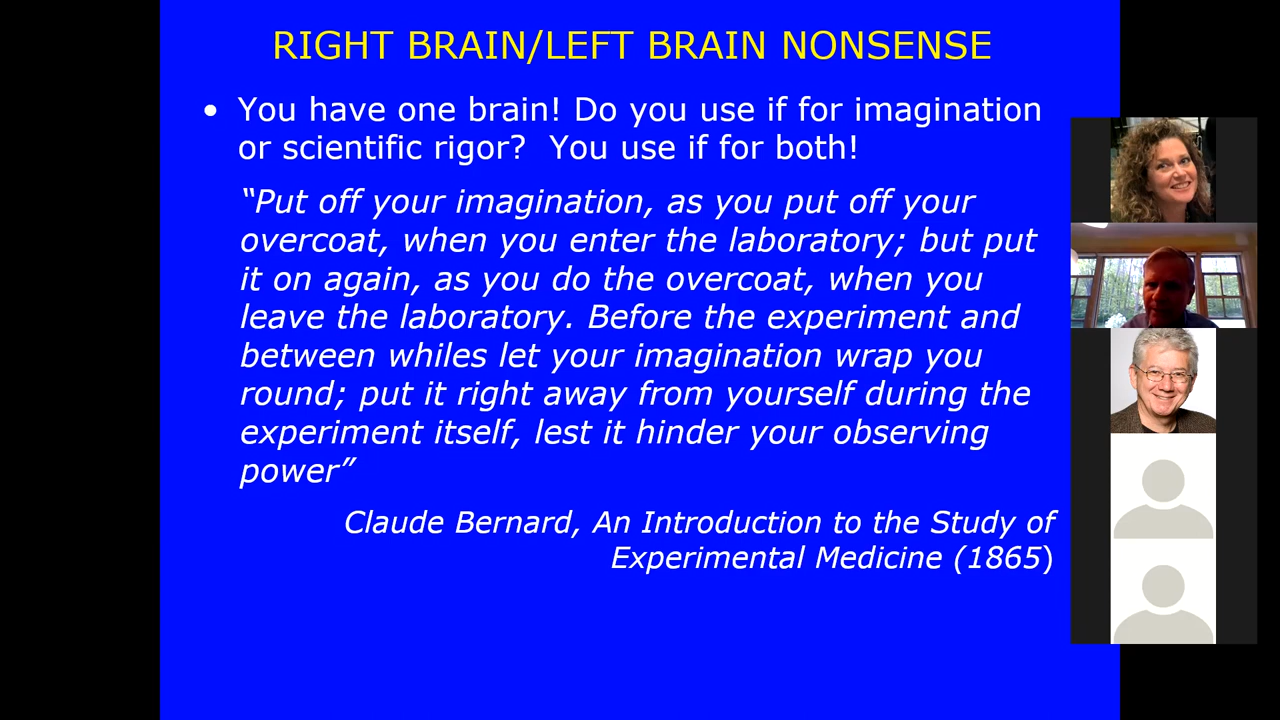 RIGHT BRAIN/LEFT BRAIN NONSENSE
• You have one brain! Do you use if for imagination
or scientific rigor?  You use if for both!
“Put off your imagination, as you put off your
overcoat, when you enter the laboratory; but put
it on again, as you do the overcoat, when you
leave the laboratory. Before the experiment and
between whiles let your imagination wrap you
round; put it right away from yourself during the
experiment itself, lest it hinder your observing
power”
Claude Bernard, An Introduction to the Study of
Experimental Medicine (1865)